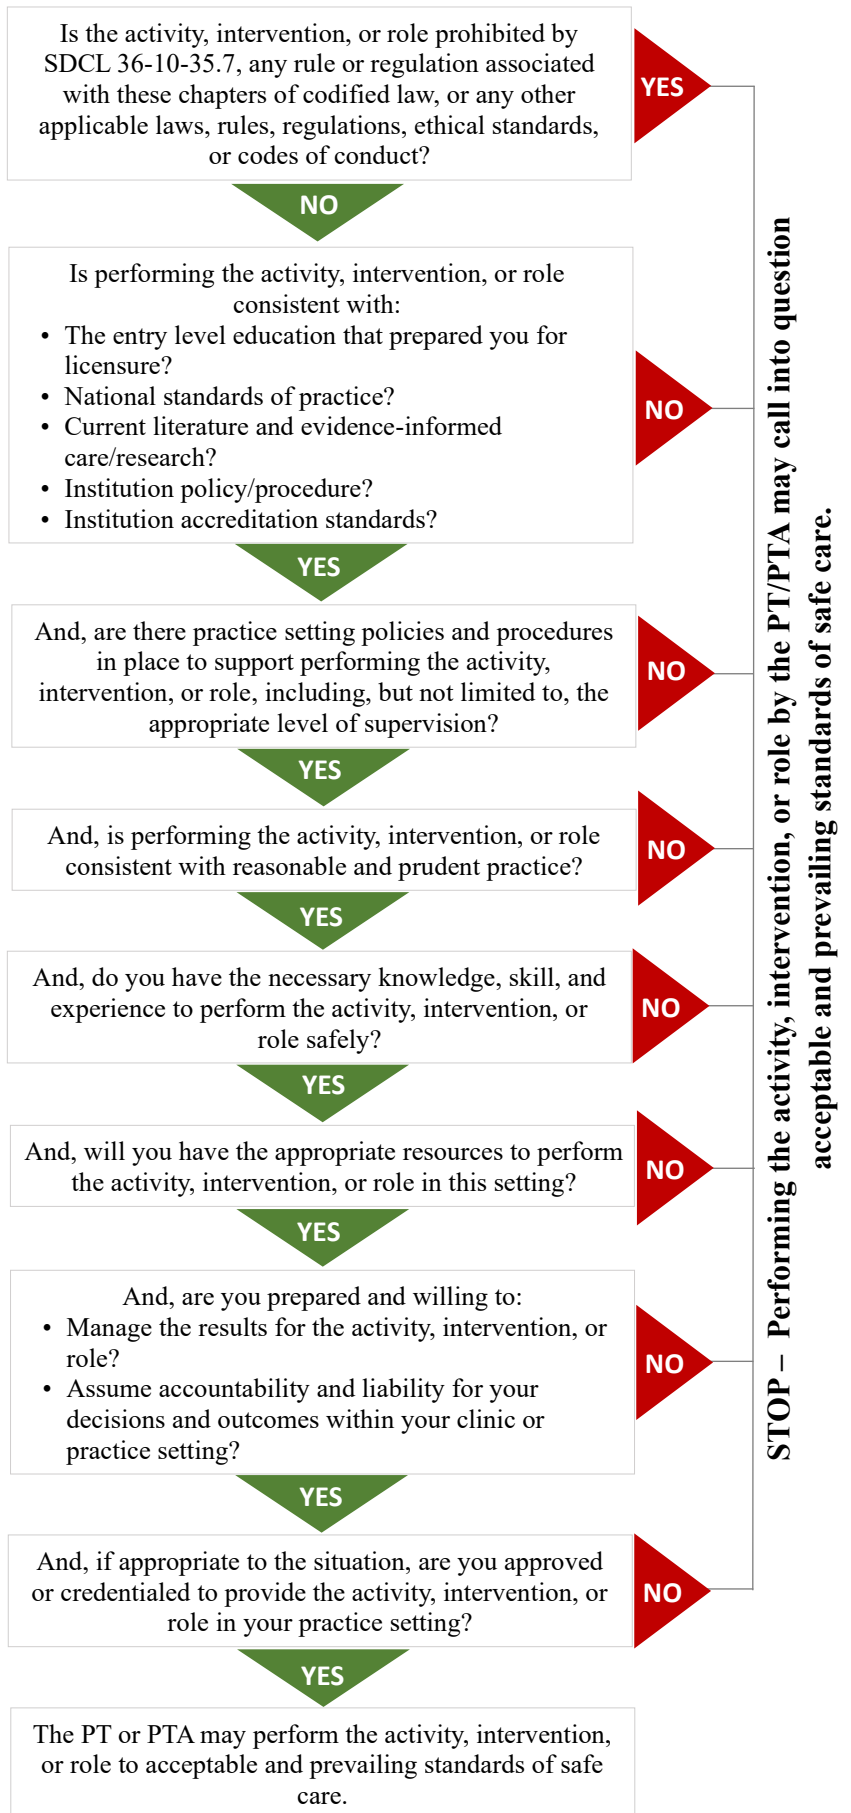 Is the activity, intervention, or role prohibited by
SDCL 36-10-35.7, any rule or regulation associated
with these chapters of codified law, or any other
applicable laws, rules, regulations, ethical standards,
or codes of conduct?
YES
NO
Is performing the activity, intervention, or role
consistent with:
• The entry level education that prepared you for
licensure?
• National standards of practice?
• Current literature and evidence-informed
care/research?
• Institution policy/procedure?
• Institution accreditation standards?
NO
YES
And, are there practice setting policies and procedures
in place to support performing the activity,
intervention, or role, including, but not limited to, the
appropriate level of supervision?
NO
YES
And, is performing the activity, intervention, or role
consistent with reasonable and prudent practice?
NO
YES
And, do you have the necessary knowledge, skill, and
experience to perform the activity, intervention, or
role safely?
NO
YES
And, will you have the appropriate resources to perform
the activity, intervention, or role in this setting?
NO
YES
And, are you prepared and willing to:
• Manage the results for the activity, intervention, or
role?
• Assume accountability and liability for your
decisions and outcomes within your clinic or
practice setting?
NO
YES
And, if appropriate to the situation, are you approved
or credentialed to provide the activity, intervention, or
role in your practice setting?
NO
YES
The PT or PTA may perform the activity, intervention,
or role to acceptable and prevailing standards of safe
care.
STOP – Performing the activity, intervention, or role by the PT/PTA may call into question
acceptable and prevailing standards of safe care.